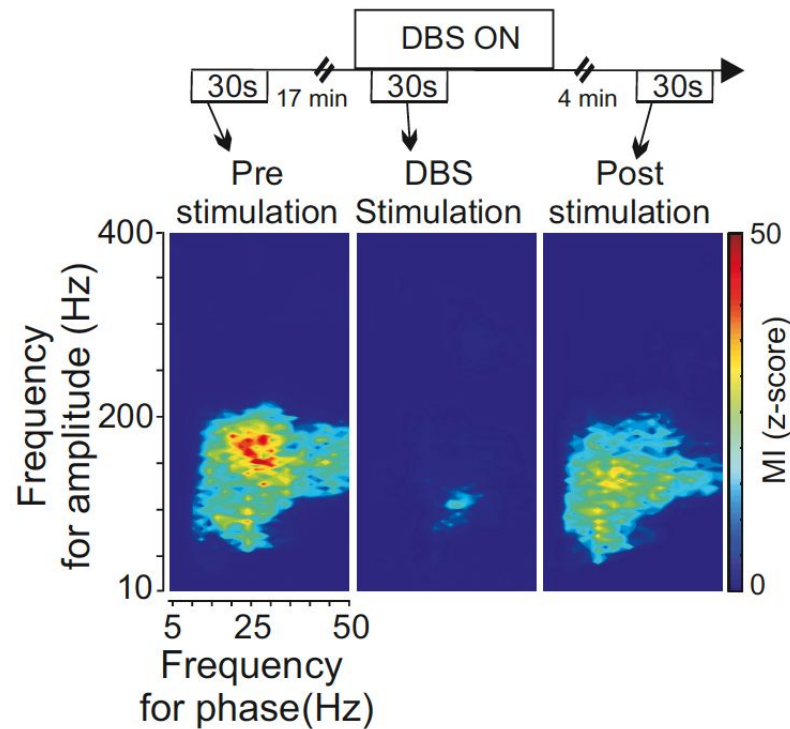 DBS ON
30s
17 min
30s
4 min
30s
Pre
stimulation
DBS
Stimulation
Post
stimulation
400
200
10
Frequency
for amplitude (Hz)
5
25
50
Frequency
for phase(Hz)
50
0
MI (z-score)